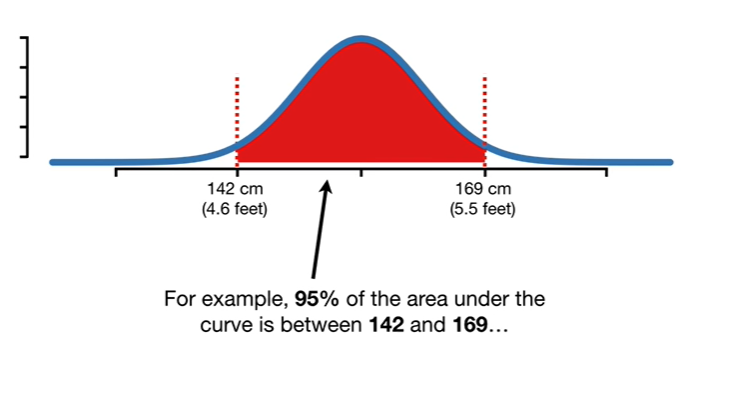 142 cm
(4.6 feet)
169 cm
(5.5 feet)
For example, 95% of the area under the
curve is between 142 and 169…